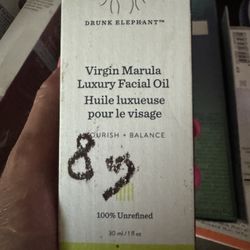 DRUNK ELEPHANT™
Virgin Marula
Luxury Facial Oil
Huile luxueuse
pour le visage
NOURISH + BALANCE
100% Unrefined
30 ml / 1 fl oz